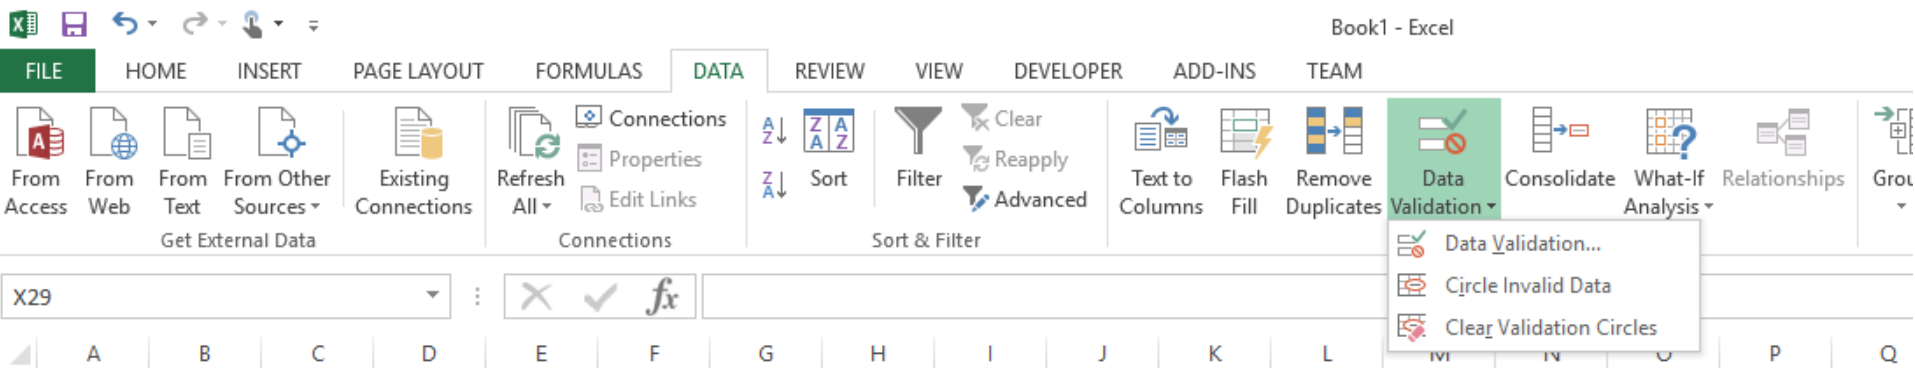 Book1 - Excel
FILE HOME INSERT PAGE LAYOUT FORMULAS DATA REVIEW VIEW DEVELOPER ADD-INS TEAM
From Access
From Web
From Text
From Other Sources
Existing Connections
Get External Data
Refresh All
Connections
Properties
Edit Links
Connections
A Z
Z A
Z A
A Z
Sort
Filter
Clear
Reapply
Advanced
Sort & Filter
Text to Columns
Flash Fill
Remove Duplicates
Data Validation
Consolidate
What-If Analysis
Relationships
Grou
Data Validation...
Circle Invalid Data
Clear Validation Circles
X29
fx
A B C D E F G H I J K L M N O P Q